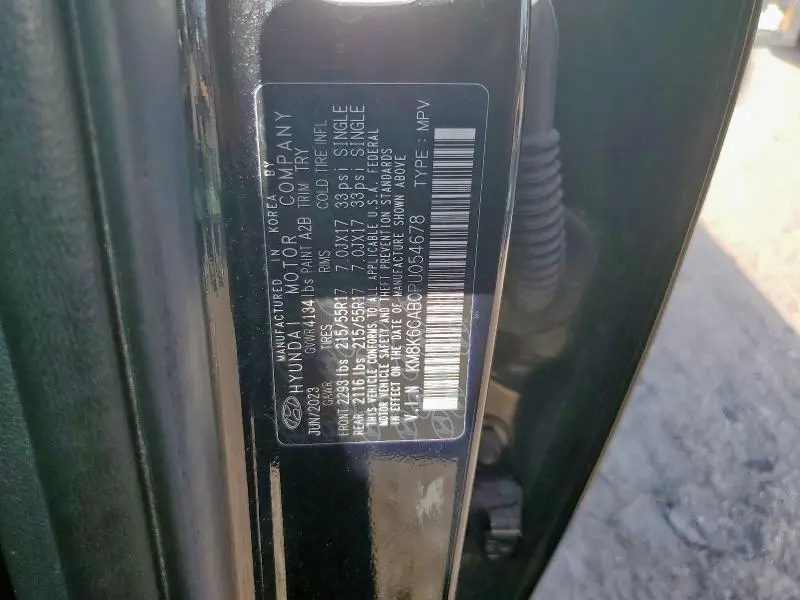 MANUFACTURED IN KOREA BY
HYUNDAI MOTOR COMPANY
JUN/2023 GVWR 4134 lbs PAINT A2B TRIM TRY
GAWR TIRES RIMS COLD TIRE INFL
FRONT 2293 lbs 215/55R17 7.0JX17 33psi SINGLE
REAR 2116 lbs 215/55R17 7.0JX17 33psi SINGLE
THIS VEHICLE CONFORMS TO ALL APPLICABLE U.S.A. FEDERAL
MOTOR VEHICLE SAFETY AND THEFT PREVENTION STANDARDS
IN EFFECT ON THE DATE OF MANUFACTURE SHOWN ABOVE
V.I.N : KM8K6CAB0PU054678 TYPE : MPV